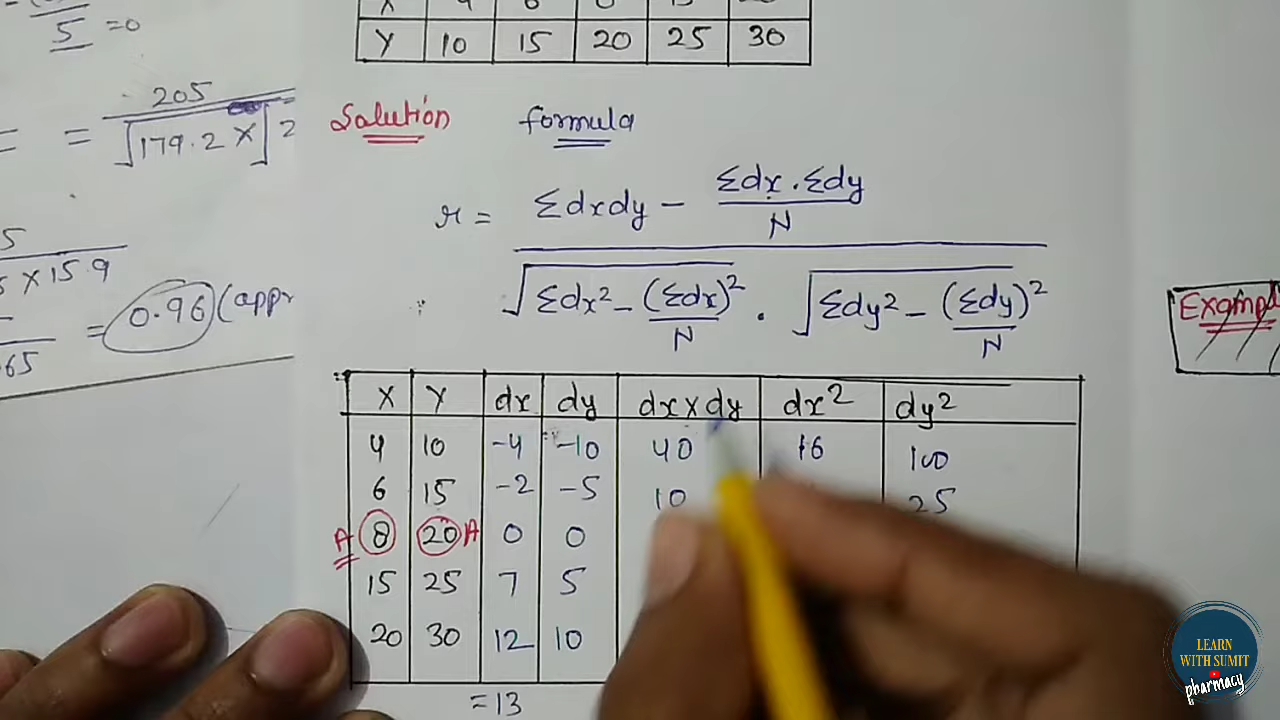 5 = 0
Y 10 15 20 25 30
= = 205 / √179.2 × √2
Solution formula
r = Σdxdy − Σdx . Σdy / N
√Σdx² − (Σdx)² / N . √Σdy² − (Σdy)² / N
5
× 15.9
= 0.96 (appr
65
Exampl
X Y dx dy dx x dy dx² dy²
4 10 −4 −10 40 16 100
6 15 −2 −5 10 25
A 8 20 A 0 0
15 25 7 5
20 30 12 10
= 13
LEARN
WITH SUMIT
pharmacy